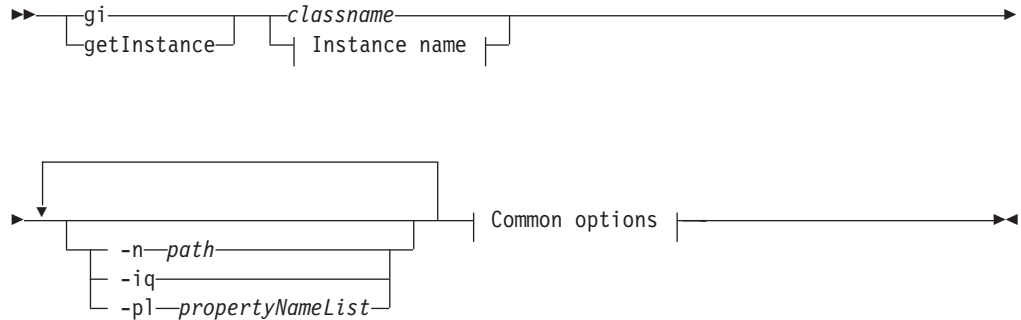 gi classname
getInstance Instance name
Common options
-n path
-iq
-pl propertyNameList